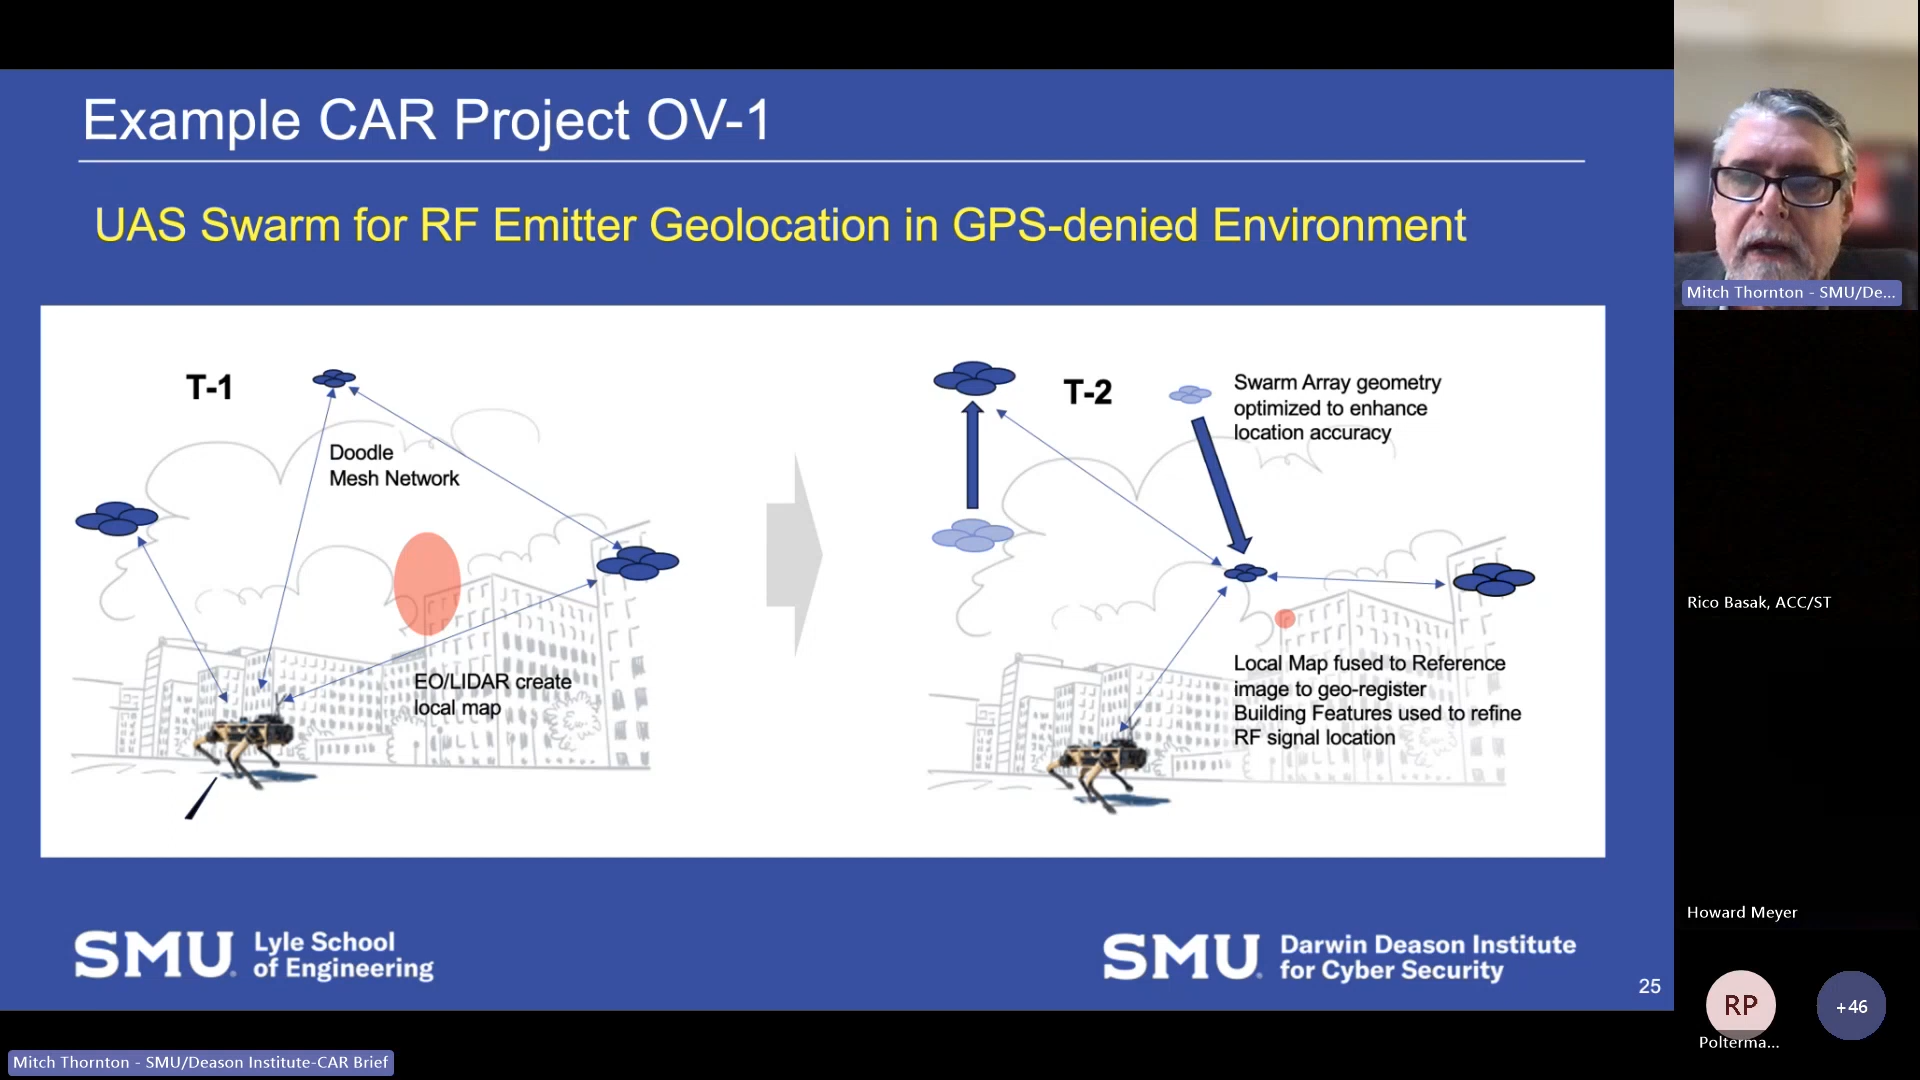 Example CAR Project OV-1
UAS Swarm for RF Emitter Geolocation in GPS-denied Environment
T-1
Doodle
Mesh Network
EO/LIDAR create
local map
T-2
Swarm Array geometry
optimized to enhance
location accuracy
Local Map fused to Reference
image to geo-register
Building Features used to refine
RF signal location
SMU Lyle School
of Engineering
SMU Darwin Deason Institute
for Cyber Security
25
Mitch Thornton - SMU/De...
Rico Basak, ACC/ST
Howard Meyer
RP
Polterma...
+46
Mitch Thornton - SMU/Deason Institute-CAR Brief